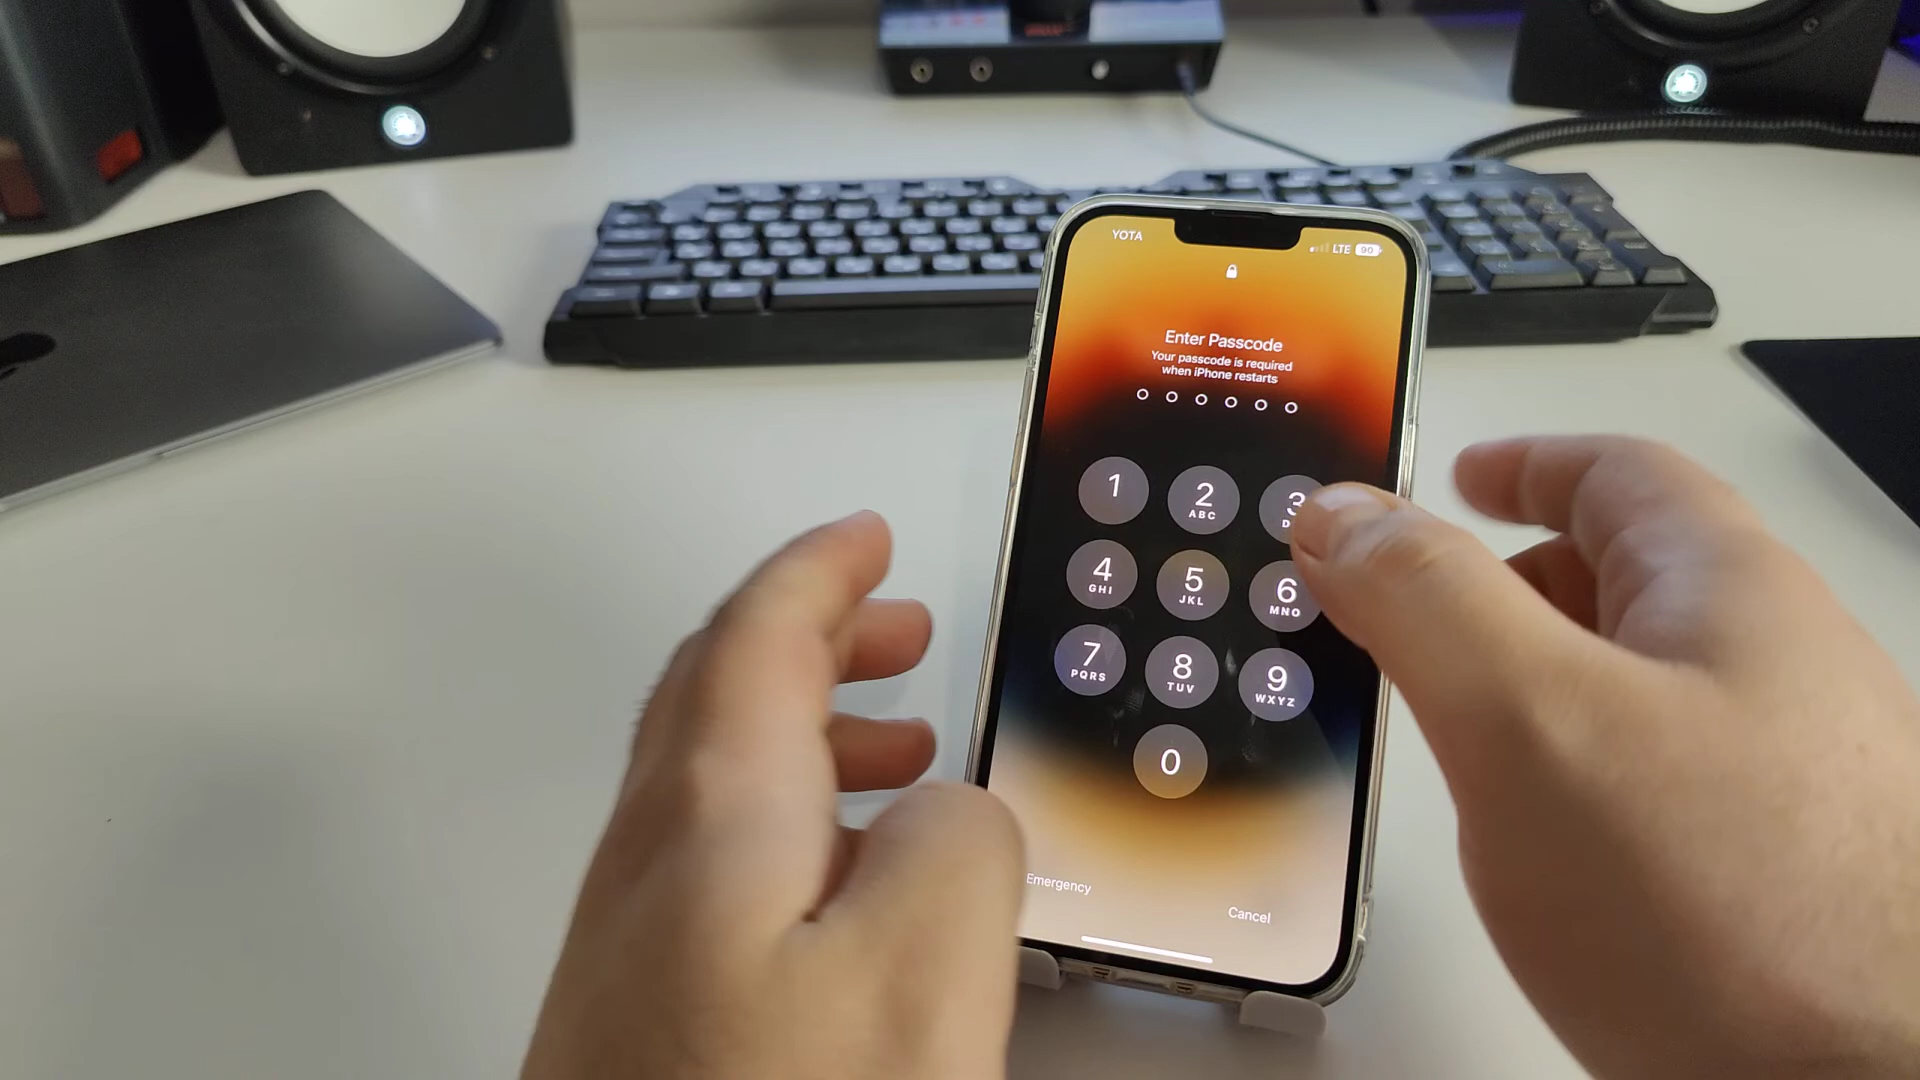 YOTA
LTE 90
Enter Passcode
Your passcode is required
when iPhone restarts
1
2
ABC
3
D
4
GHI
5
JKL
6
MNO
7
PQRS
8
TUV
9
WXYZ
0
Emergency
Cancel